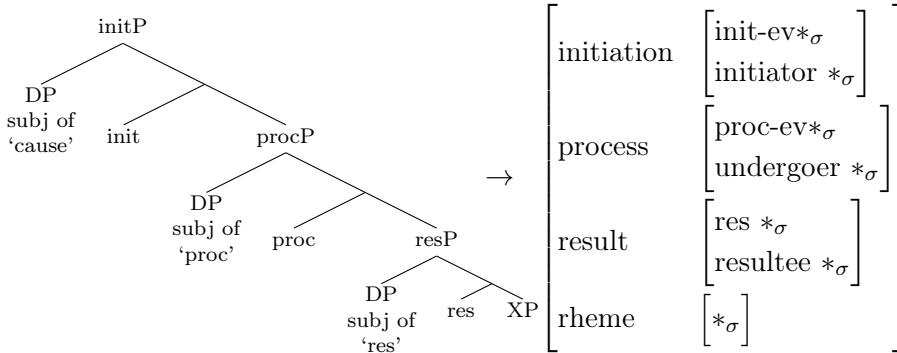 initP
DP
subj of
‘cause’
init
procP
DP
subj of
‘proc’
proc
resP
DP
subj of
‘res’
res
XP
→
initiation [init-ev∗σ
initiator ∗σ]
process [proc-ev∗σ
undergoer ∗σ]
result [res ∗σ
resultee ∗σ]
rheme [∗σ]